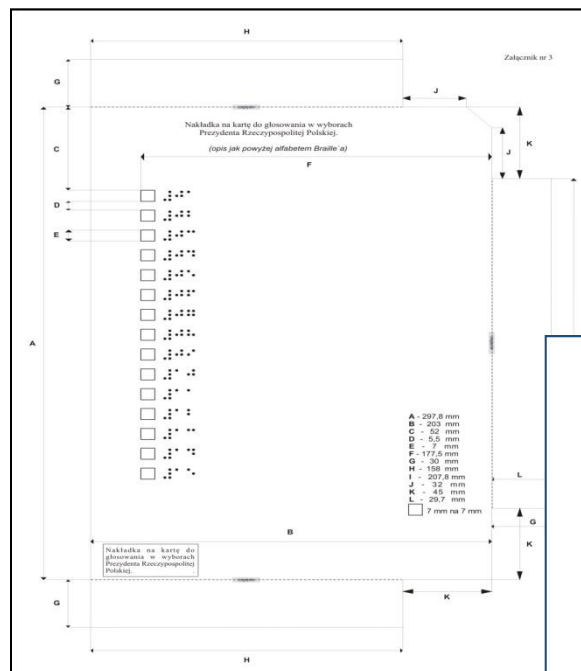 H
Załącznik nr 3
G
J
Nakładka na kartę do głosowania w wyborach
Prezydenta Rzeczypospolitej Polskiej.
K
J
(opis jak powyżej alfabetem Braille`a)
C
F
D
E
A
A - 297,8 mm
B - 203 mm
C - 52 mm
D - 5,5 mm
E - 7 mm
F - 177,5 mm
G - 30 mm
H - 158 mm
I - 207,8 mm
J - 32 mm
K - 45 mm
L - 29,7 mm
7 mm na 7 mm
L
G
B
K
Nakładka na kartę do
głosowania w wyborach
Prezydenta Rzeczypospolitej
Polskiej.
G
K
H